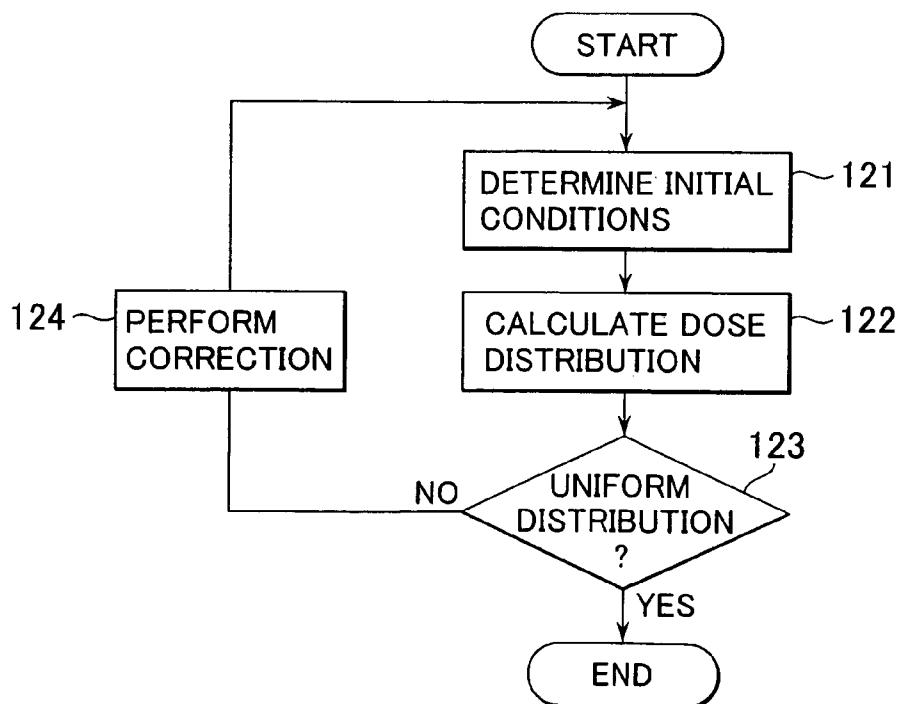 START
DETERMINE INITIAL
CONDITIONS
121
CALCULATE DOSE
DISTRIBUTION
122
124
PERFORM
CORRECTION
123
NO
UNIFORM
DISTRIBUTION
?
YES
END